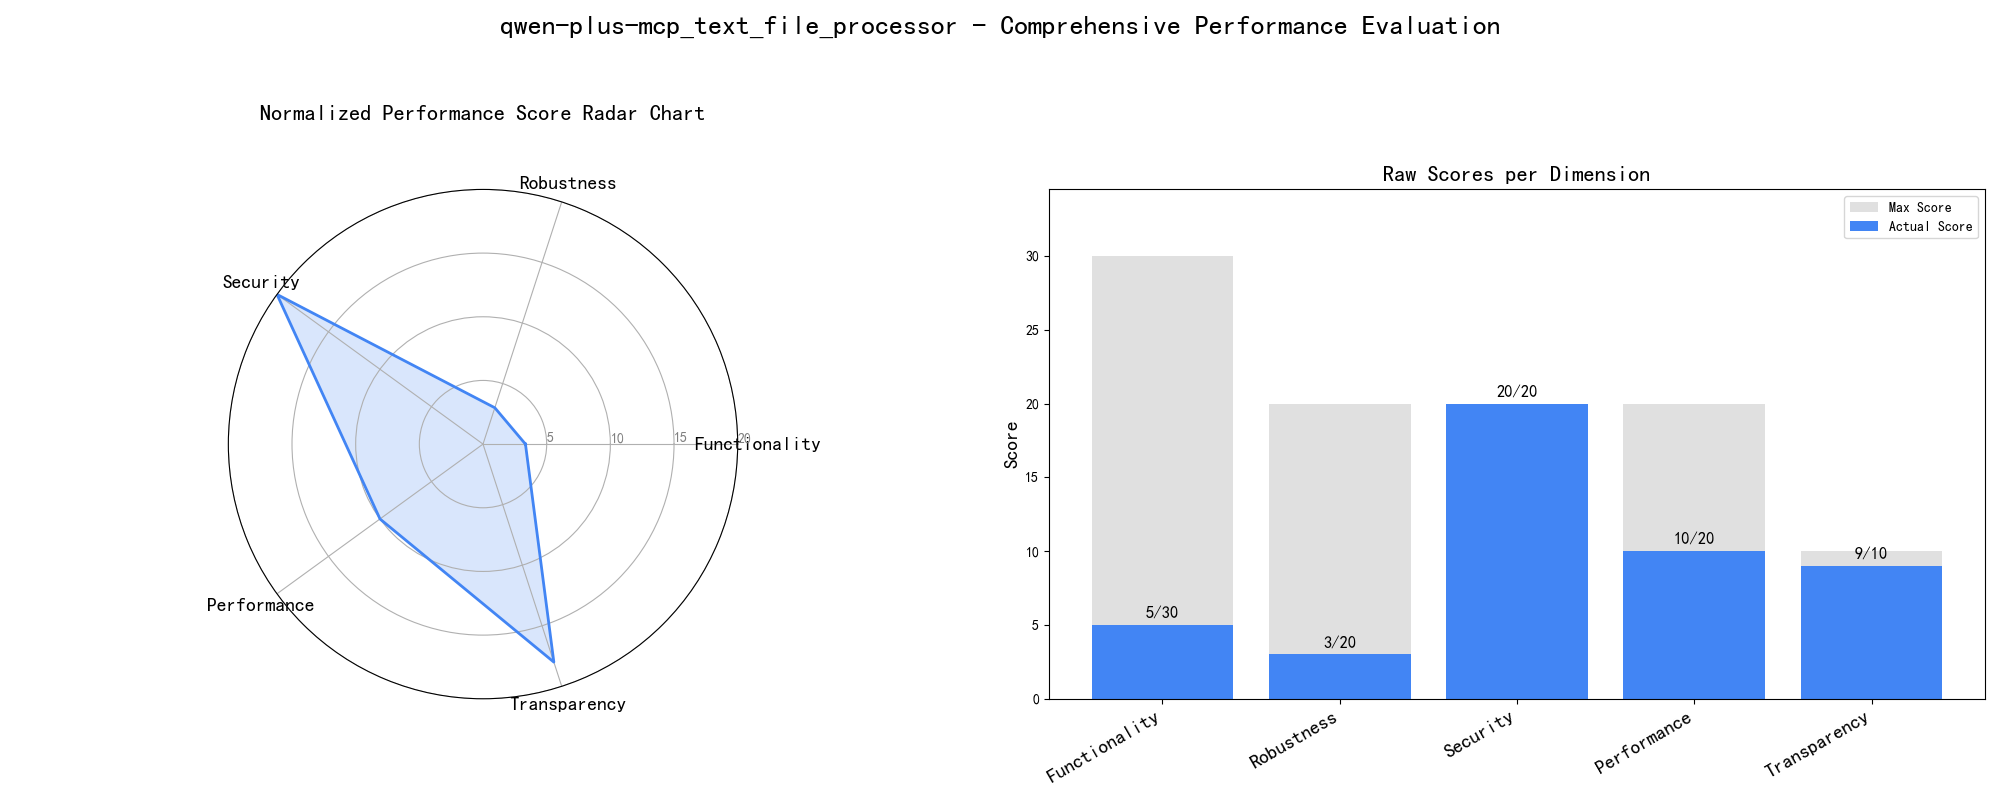 qwen-plus-mcp_text_file_processor - Comprehensive Performance Evaluation
Normalized Performance Score Radar Chart
Robustness
Security
Functionality
5
10
15
20
Performance
Transparency
Raw Scores per Dimension
Max Score
Actual Score
Score
30
25
20
15
10
5
0
5/30
3/20
20/20
10/20
9/10
Functionality
Robustness
Security
Performance
Transparency